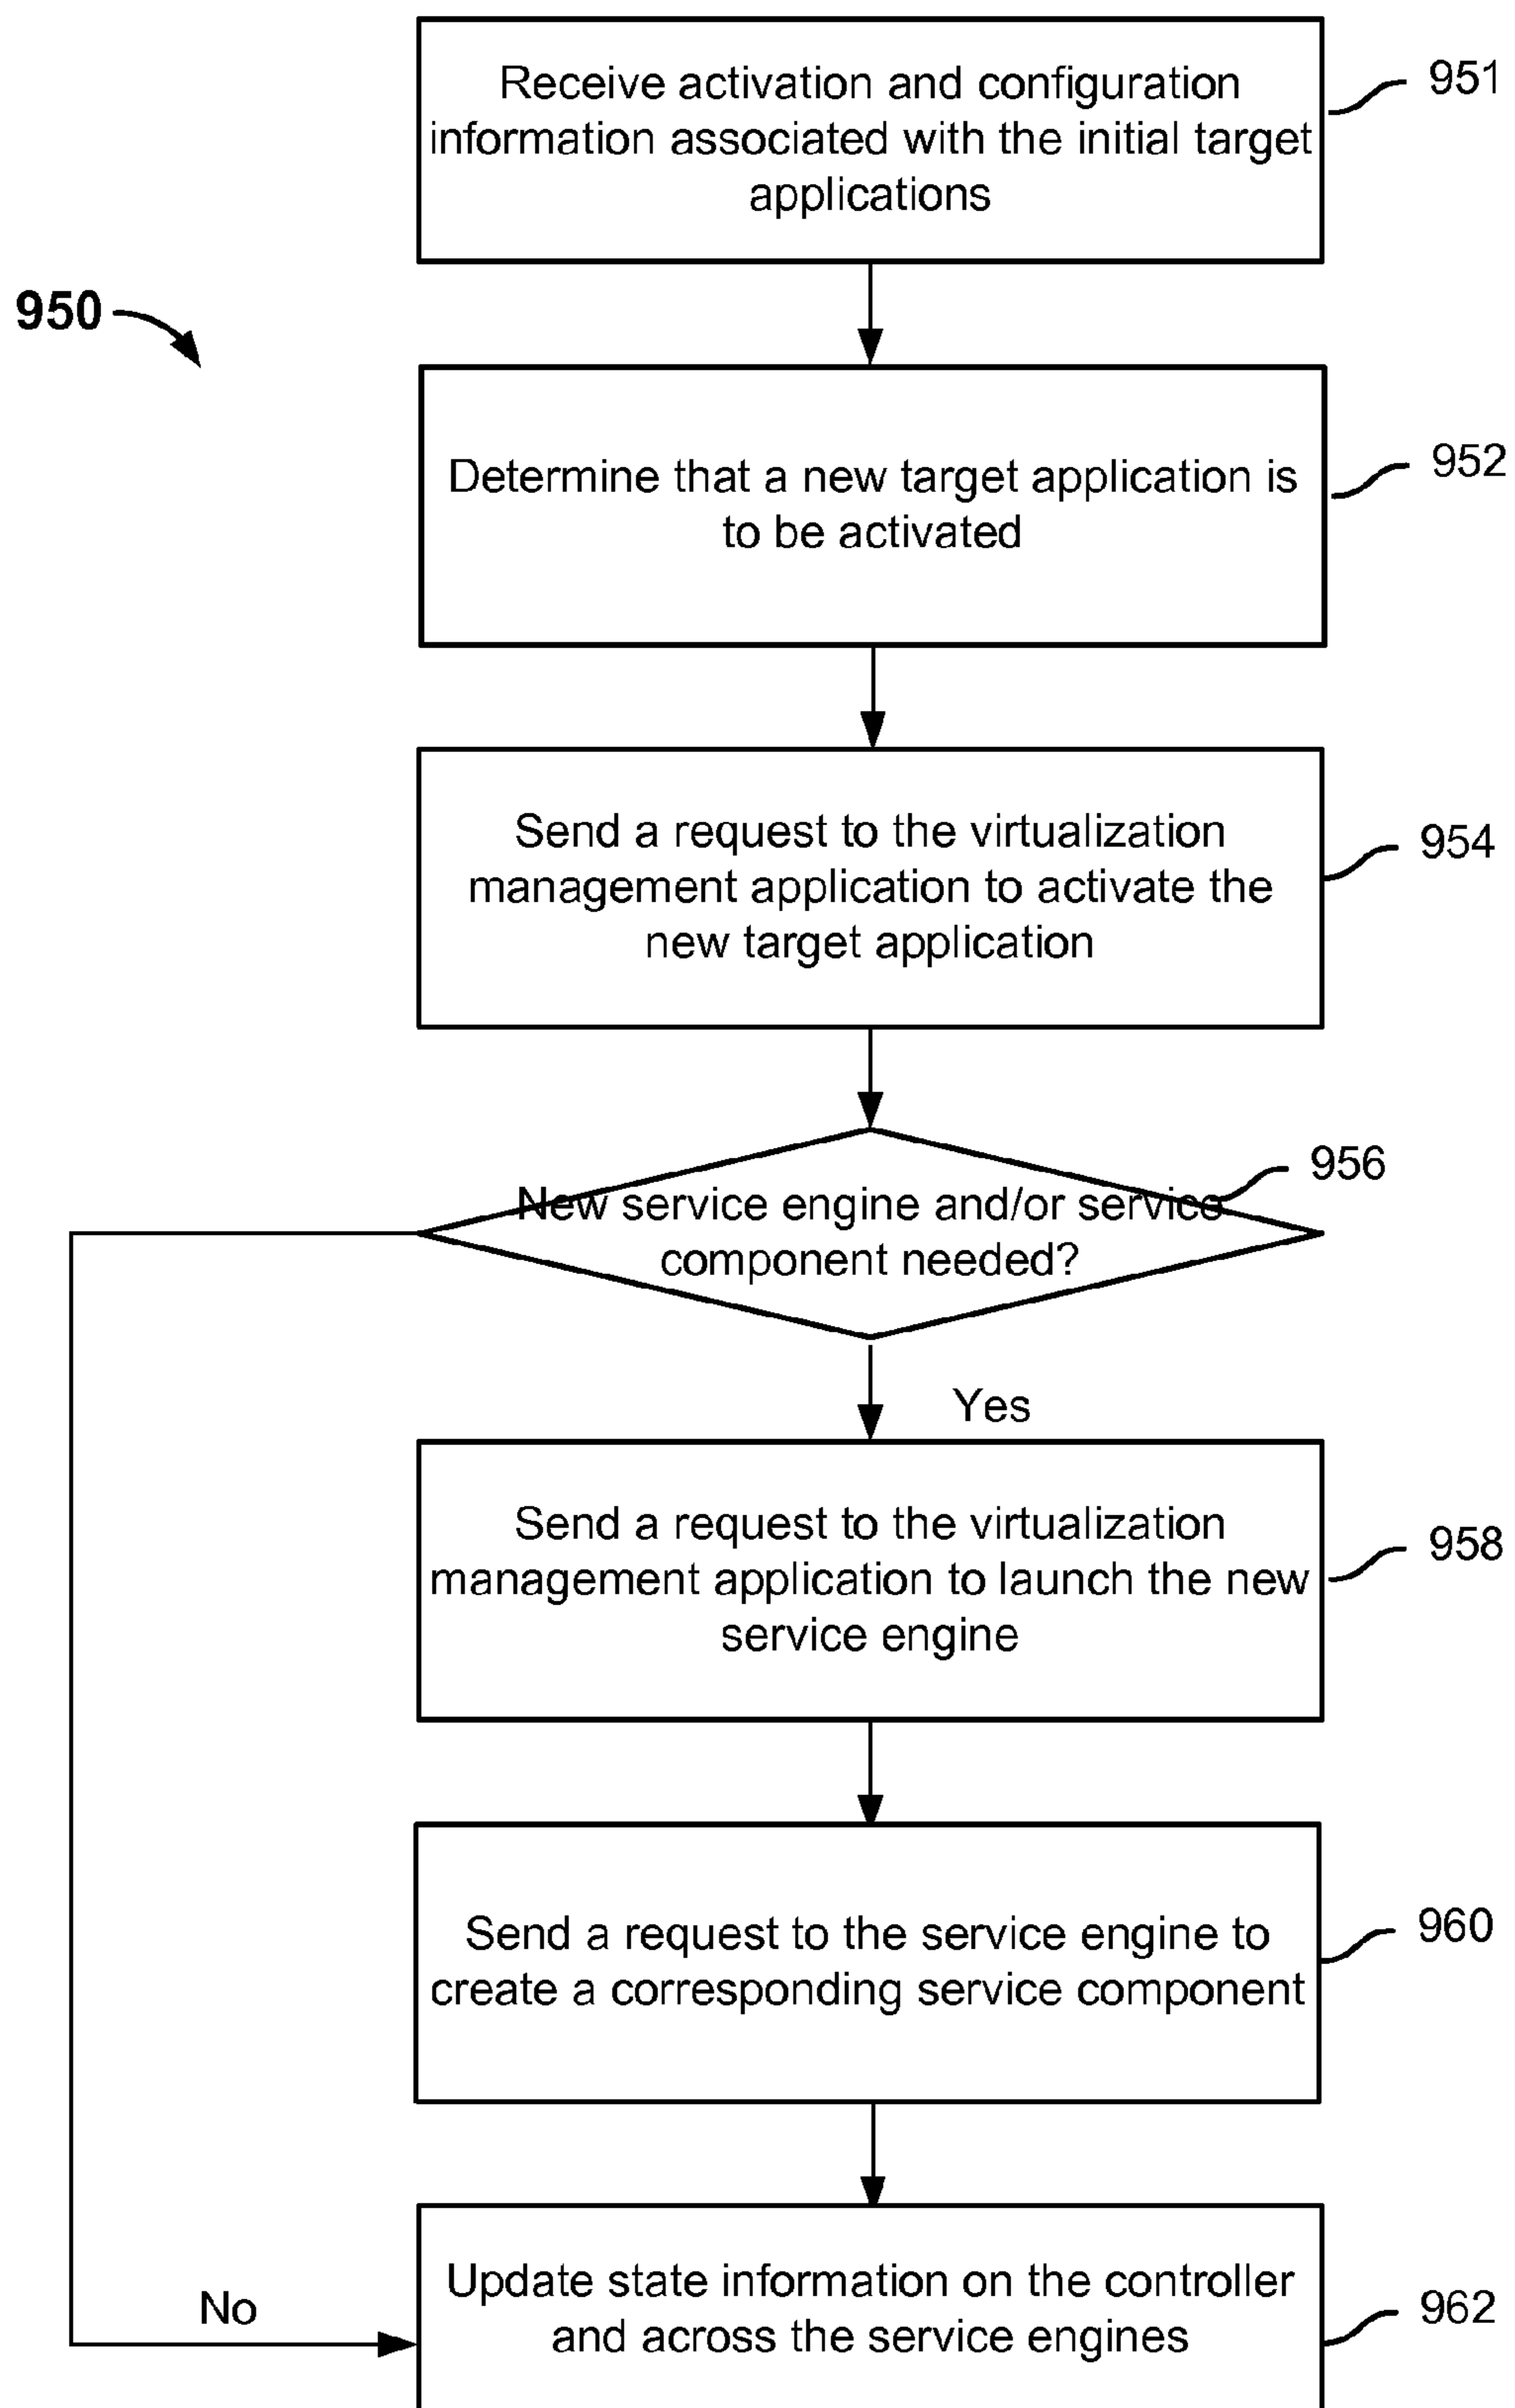 Receive activation and configuration
information associated with the initial target
applications
951
950
Determine that a new target application is
to be activated
952
Send a request to the virtualization
management application to activate the
new target application
954
New service engine and/or service
component needed?
956
Yes
Send a request to the virtualization
management application to launch the new
service engine
958
Send a request to the service engine to
create a corresponding service component
960
No
Update state information on the controller
and across the service engines
962